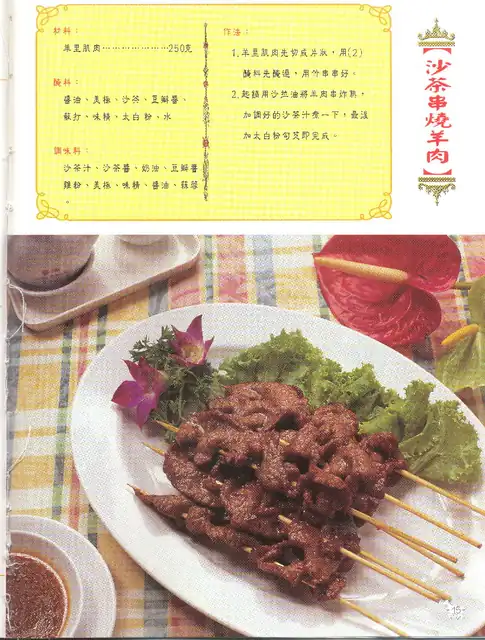 沙茶串燒羊肉
材料：
羊里肌肉……………………250克
醃料：
醬油、美極、沙茶、豆瓣醬、
蘇打、味精、太白粉、水
調味料：
沙茶汁、沙茶醬、奶油、豆瓣醬
雞粉、美極、味精、醬油、蒜蓉
。
作法：
1.羊里肌肉先切成片狀，用(2)
醃料先醃過，用竹串串好。
2.起鍋用沙拉油將羊肉串炸熟，
加調好的沙茶汁煮一下，最後
加太白粉勾芡即完成。
-15-